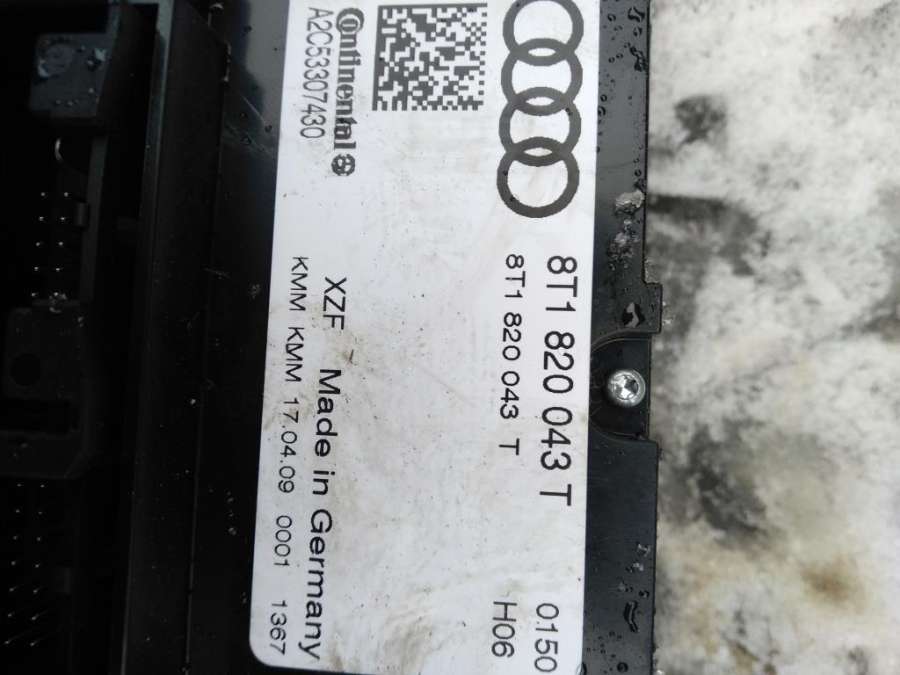 8T1 820 043 T 0150
8T1 820 043 T H06
Continental
A2C53307430
XZF Made in Germany
KMM KMM 17.04.09 0001 1367